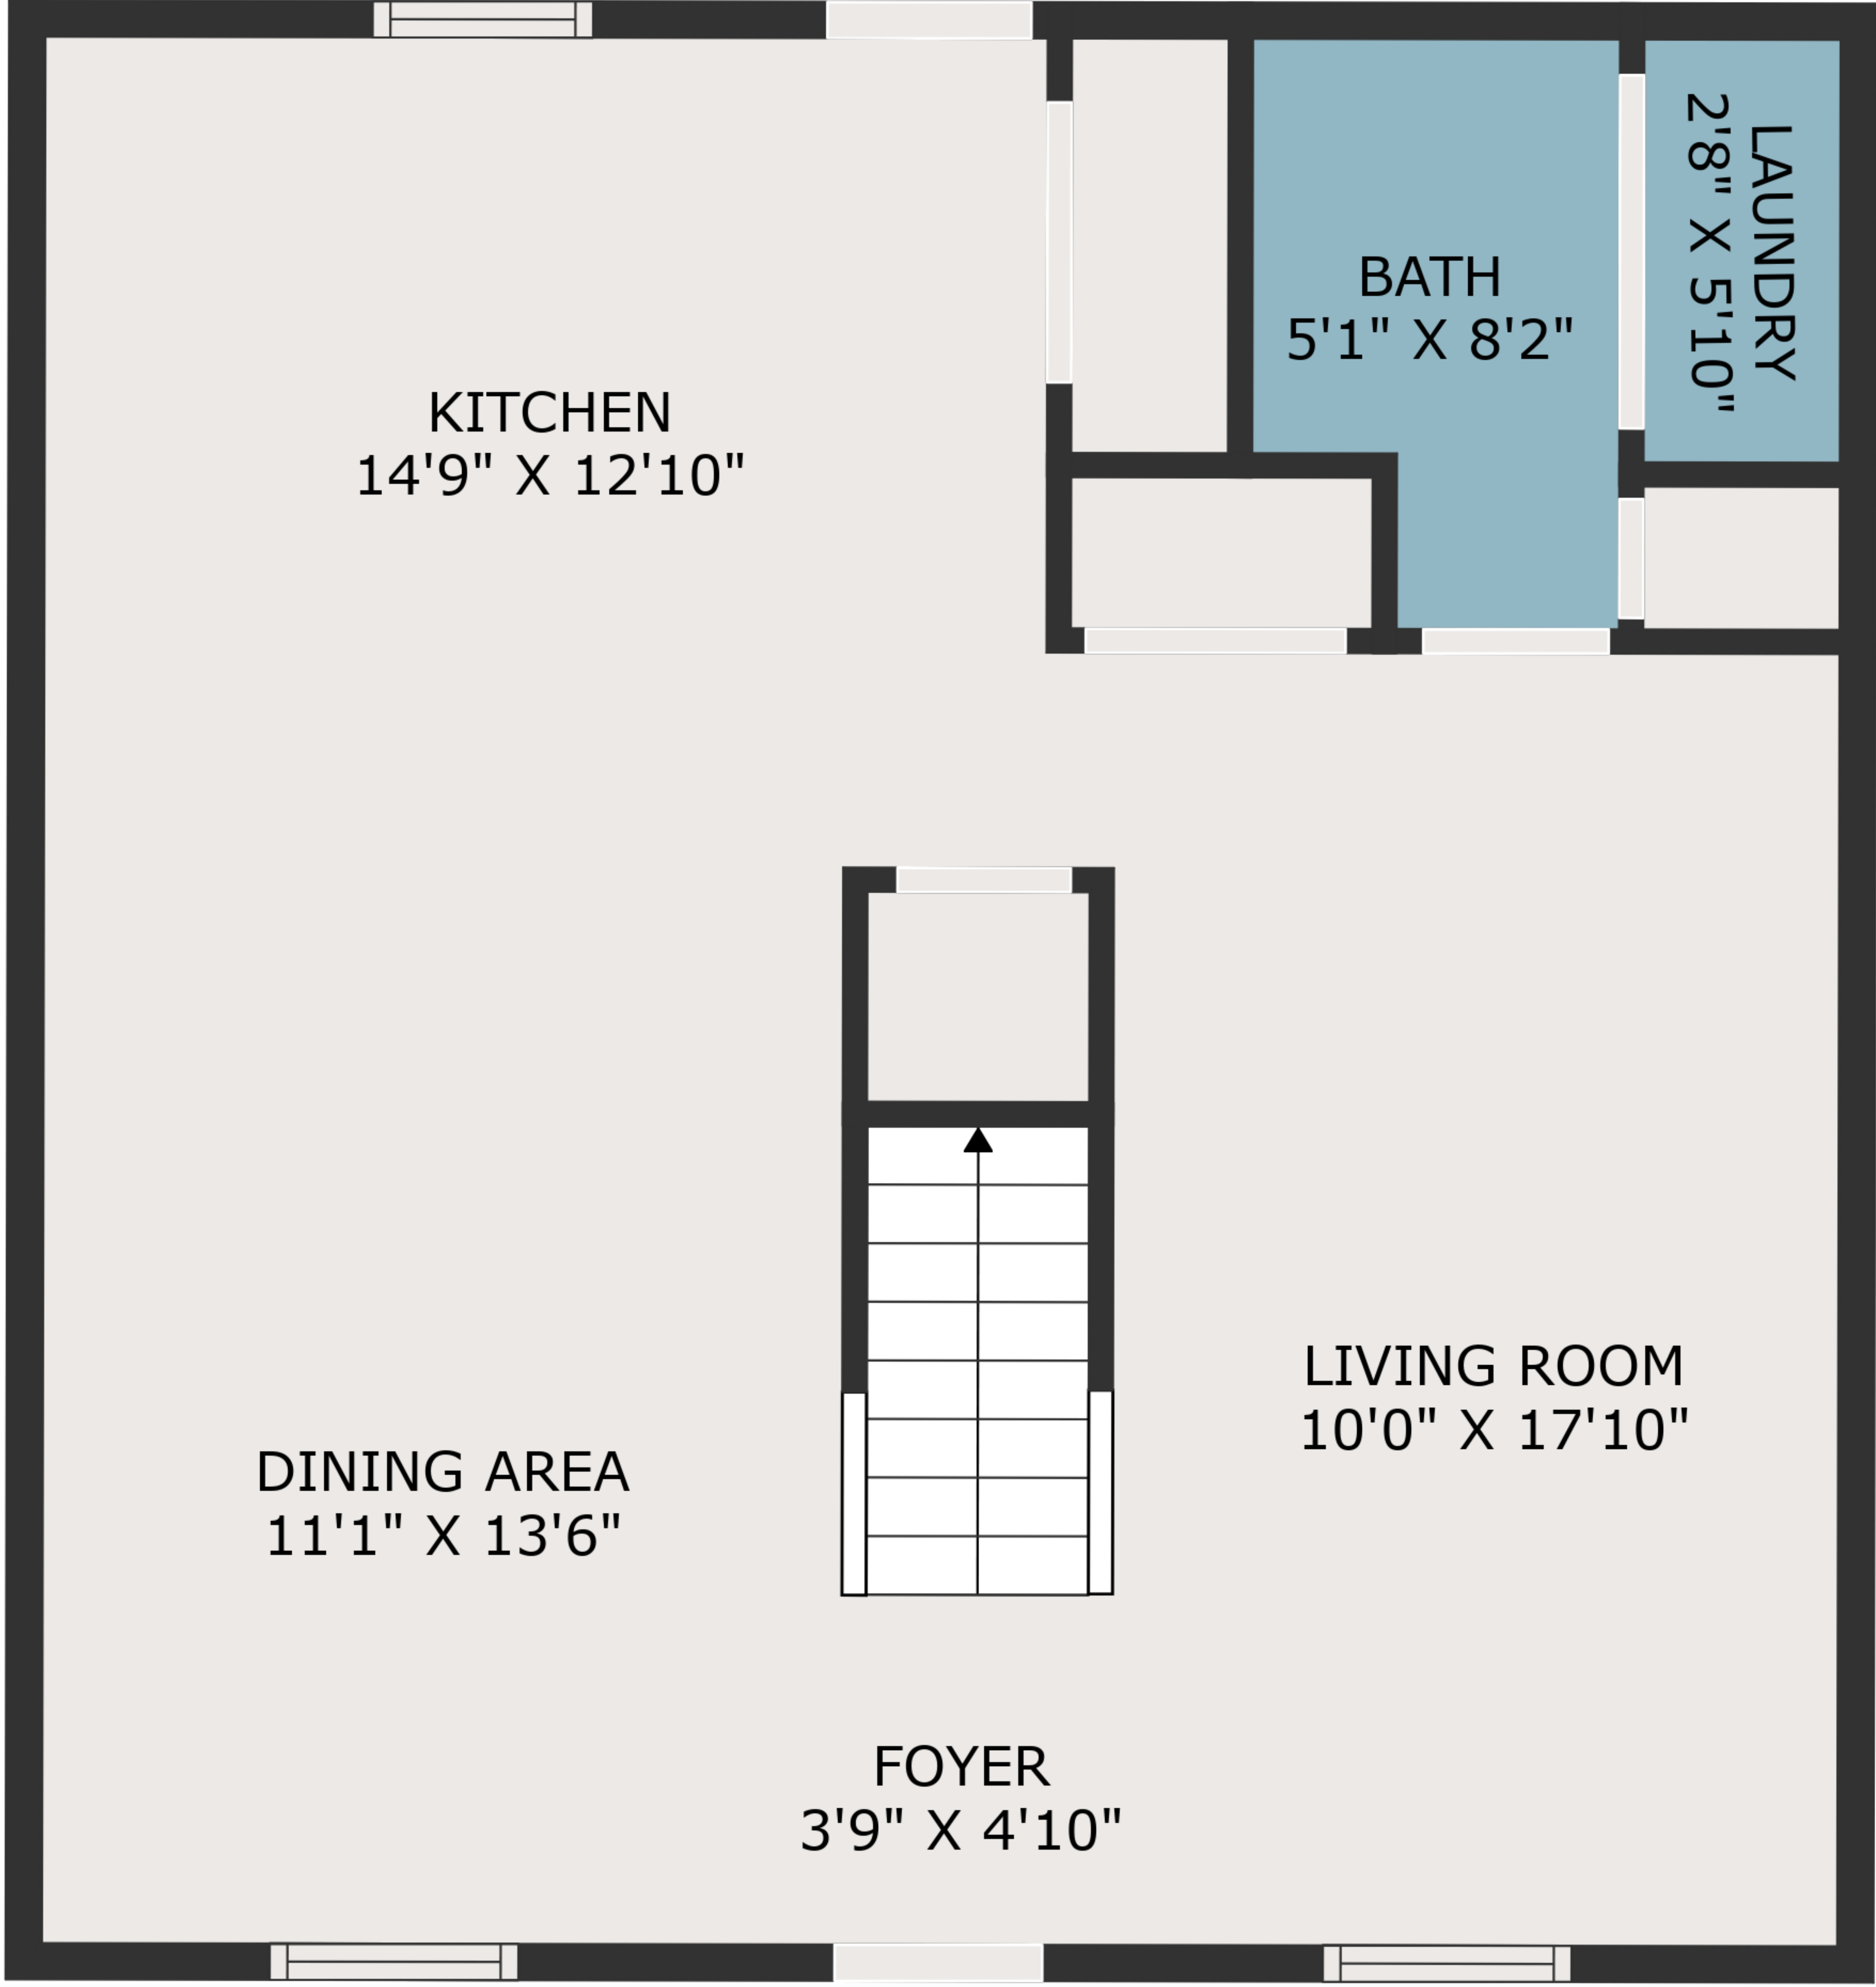 BATH
5'1" X 8'2"
LAUNDRY
2'8" X 5'10"
KITCHEN
14'9" X 12'10"
LIVING ROOM
10'0" X 17'10"
DINING AREA
11'1" X 13'6"
FOYER
3'9" X 4'10"